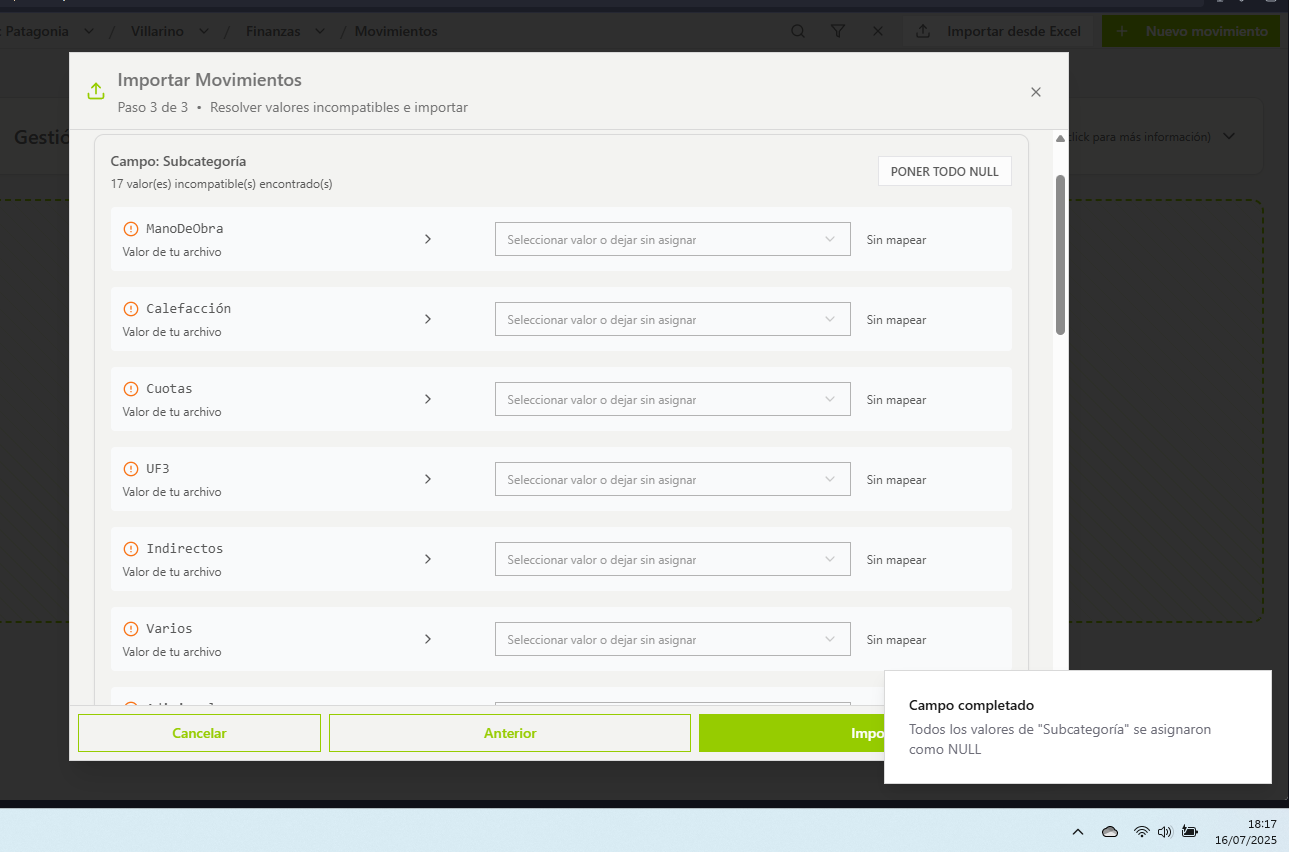 Patagonia / Villarino / Finanzas / Movimientos
Importar desde Excel
+ Nuevo movimiento
Importar Movimientos
Paso 3 de 3 • Resolver valores incompatibles e importar
Gestió
click para más información)
Campo: Subcategoría
17 valor(es) incompatible(s) encontrado(s)
PONER TODO NULL
ManoDeObra
Valor de tu archivo
Seleccionar valor o dejar sin asignar
Sin mapear
Calefacción
Valor de tu archivo
Seleccionar valor o dejar sin asignar
Sin mapear
Cuotas
Valor de tu archivo
Seleccionar valor o dejar sin asignar
Sin mapear
UF3
Valor de tu archivo
Seleccionar valor o dejar sin asignar
Sin mapear
Indirectos
Valor de tu archivo
Seleccionar valor o dejar sin asignar
Sin mapear
Varios
Valor de tu archivo
Seleccionar valor o dejar sin asignar
Sin mapear
Cancelar
Anterior
Impo
Campo completado
Todos los valores de "Subcategoría" se asignaron
como NULL
18:17
16/07/2025